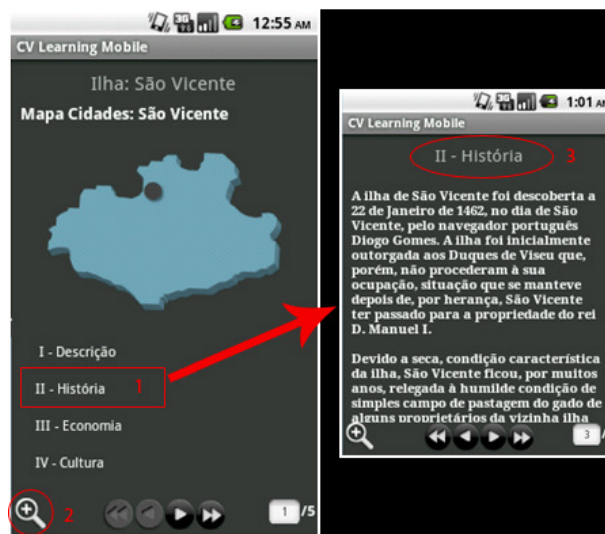 12:55 AM
CV Learning Mobile
Ilha: São Vicente
Mapa Cidades: São Vicente
I - Descrição
II - História 1
III - Economia
IV - Cultura
2
1 /5
3G
1:01 AM
CV Learning Mobile
II - História 3
A ilha de São Vicente foi descoberta a
22 de Janeiro de 1462, no dia de São
Vicente, pelo navegador português
Diogo Gomes. A ilha foi inicialmente
outorgada aos Duques de Viseu que,
porém, não procederam à sua
ocupação, situação que se manteve
depois de, por herança, São Vicente
ter passado para a propriedade do rei
D. Manuel I.
Devido a seca, condição característica
da ilha, São Vicente ficou, por muitos
anos, relegada à humilde condição de
simples campo de pastagem do gado de
alguns proprietários da vizinha ilha
3 /